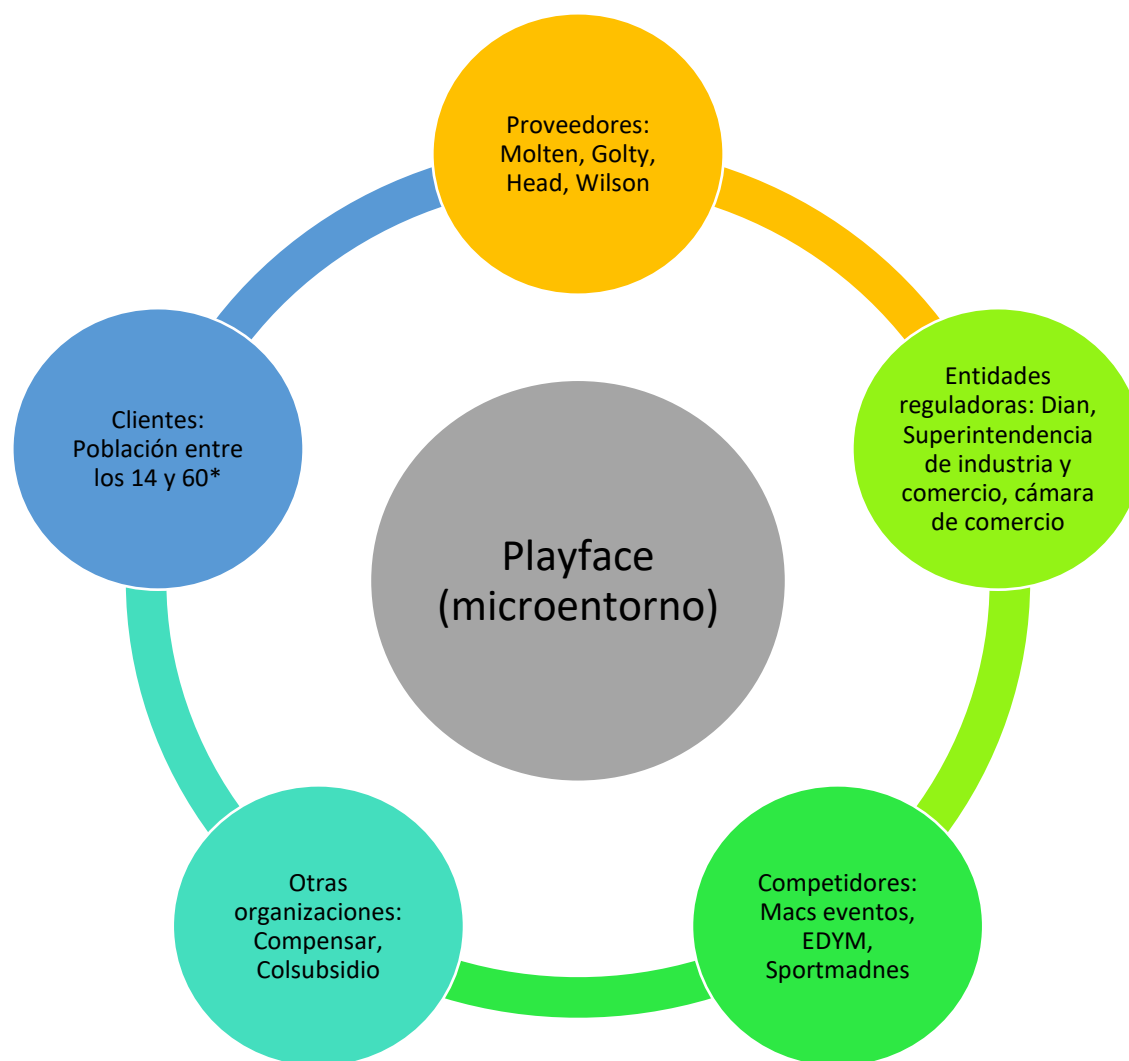 Proveedores:
Molten, Golty,
Head, Wilson
Entidades
reguladoras: Dian,
Superintendencia
de industria y
comercio, cámara
de comercio
Competidores:
Macs eventos,
EDYM,
Sportmadnes
Otras
organizaciones:
Compensar,
Colsubsidio
Clientes:
Población entre
los 14 y 60*
Playface
(microentorno)